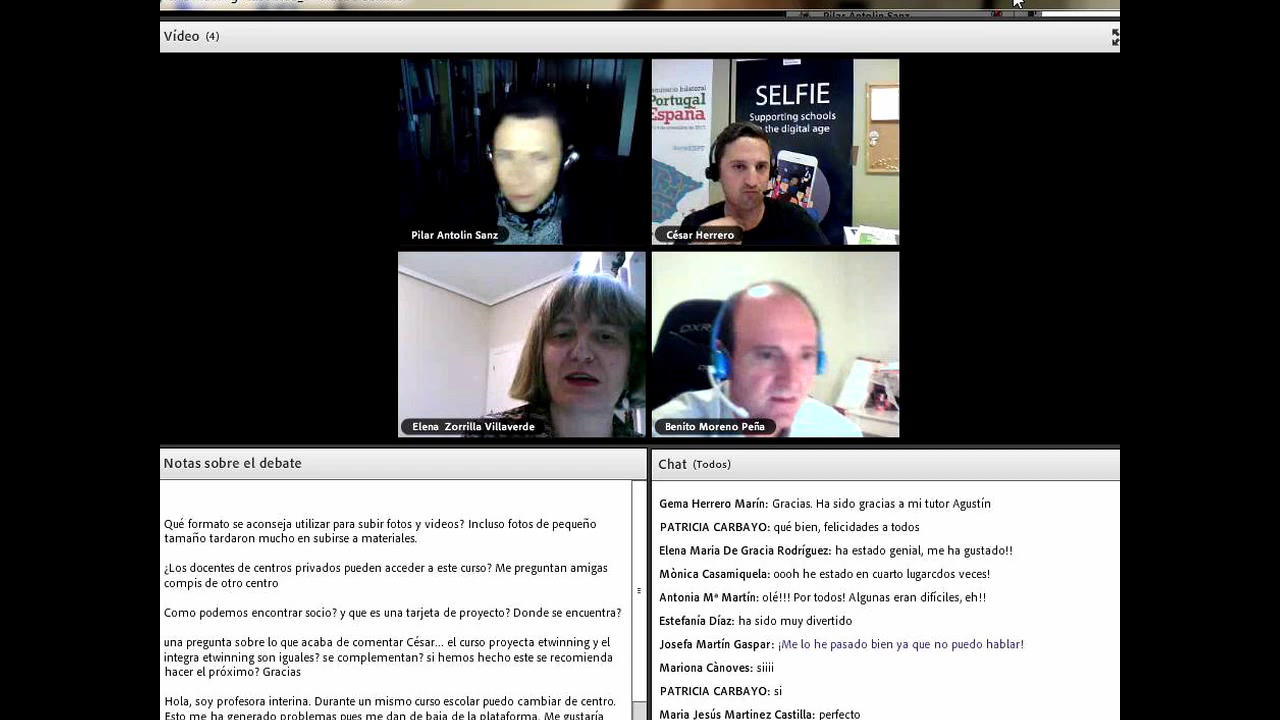 Pilar Antolin Sanz
Vídeo (4)
eminario bilateral
Portugal
España
SELFIE
Supporting schools
in the digital age
Pilar Antolin Sanz
César Herrero
DXR
Elena Zorrilla Villaverde
Benito Moreno Peña
Notas sobre el debate
Qué formato se aconseja utilizar para subir fotos y videos? Incluso fotos de pequeño
tamaño tardaron mucho en subirse a materiales.
¿Los docentes de centros privados pueden acceder a este curso? Me preguntan amigas
compis de otro centro
Como podemos encontrar socio? y que es una tarjeta de proyecto? Donde se encuentra?
una pregunta sobre lo que acaba de comentar César... el curso proyecta etwinning y el
integra etwinning son iguales? se complementan? si hemos hecho este se recomienda
hacer el próximo? Gracias
Hola, soy profesora interina. Durante un mismo curso escolar puedo cambiar de centro.
Esto me ha generado problemas pues me dan de baja de la plataforma. Me gustaría
Chat (Todos)
Gema Herrero Marín: Gracias. Ha sido gracias a mi tutor Agustín
PATRICIA CARBAYO: qué bien, felicidades a todos
Elena María De Gracia Rodríguez: ha estado genial, me ha gustado!!
Mònica Casamiquela: oooh he estado en cuarto lugarcdos veces!
Antonia Mª Martín: olé!!! Por todos! Algunas eran difíciles, eh!!
Estefanía Díaz: ha sido muy divertido
Josefa Martín Gaspar: ¡Me lo he pasado bien ya que no puedo hablar!
Mariona Cànoves: siiii
PATRICIA CARBAYO: si
Maria Jesús Martinez Castilla: perfecto